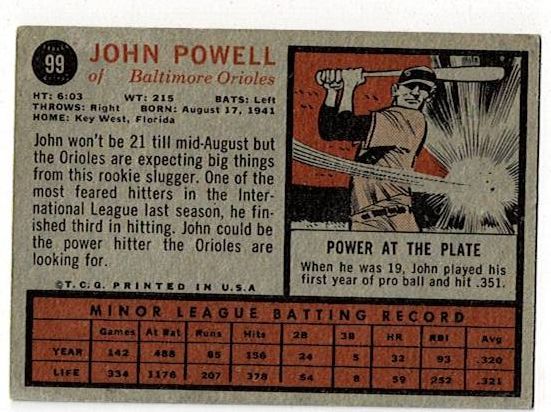 99
JOHN POWELL
of Baltimore Orioles
HT: 6:03 WT: 215 BATS: Left
THROWS: Right BORN: August 17, 1941
HOME: Key West, Florida
John won't be 21 till mid-August but
the Orioles are expecting big things
from this rookie slugger. One of the
most feared hitters in the Inter-
national League last season, he fin-
ished third in hitting. John could be
the power hitter the Orioles are
looking for.
©T.C.G. PRINTED IN U.S.A
POWER AT THE PLATE
When he was 19, John played his
first year of pro ball and hit .351.
MINOR LEAGUE BATTING RECORD
Games At Bat Runs Hits 2B 3B HR RBI Avg
YEAR 142 488 85 156 24 5 32 93 .320
LIFE 334 1176 207 378 54 8 59 252 .321